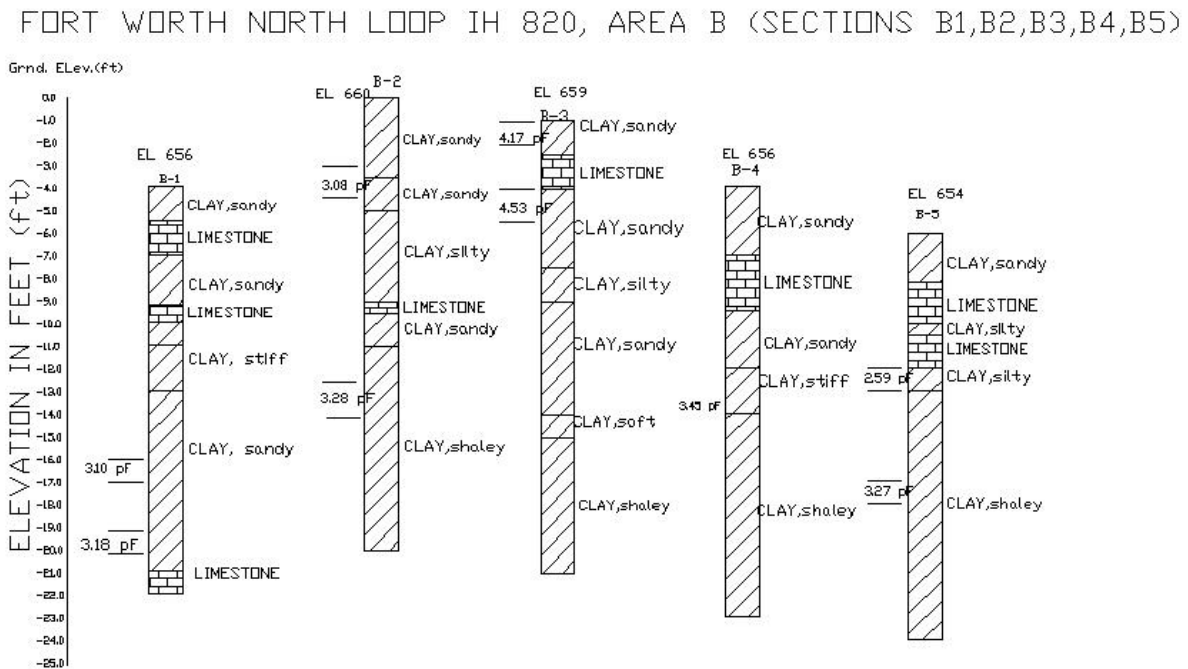 FORT WORTH NORTH LOOP IH 820, AREA B (SECTIONS B1,B2,B3,B4,B5)
Grnd. ELev.(ft)
ELEVATION IN FEET (ft)
0.0
-1.0
-2.0
-3.0
-4.0
-5.0
-6.0
-7.0
-8.0
-9.0
-10.0
-11.0
-12.0
-13.0
-14.0
-15.0
-16.0
-17.0
-18.0
-19.0
-20.0
-21.0
-22.0
-23.0
-24.0
-25.0
EL 656
B-1
CLAY,sandy
LIMESTONE
CLAY,sandy
LIMESTONE
CLAY, stiff
CLAY, sandy
3.10 pF
3.18 pF
LIMESTONE
EL 660
B-2
CLAY,sandy
3.08 pF
CLAY,sandy
CLAY,silty
LIMESTONE
CLAY,sandy
3.28 pF
CLAY,shaley
EL 659
B-3
CLAY,sandy
4.17 pF
LIMESTONE
4.53 pF
CLAY,sandy
CLAY,silty
CLAY,sandy
CLAY,soft
CLAY,shaley
EL 656
B-4
CLAY,sandy
LIMESTONE
CLAY,sandy
CLAY,stiff
3.45 pF
CLAY,shaley
EL 654
B-5
CLAY,sandy
LIMESTONE
CLAY,silty
LIMESTONE
2.59 pF
CLAY,silty
3.27 pF
CLAY,shaley